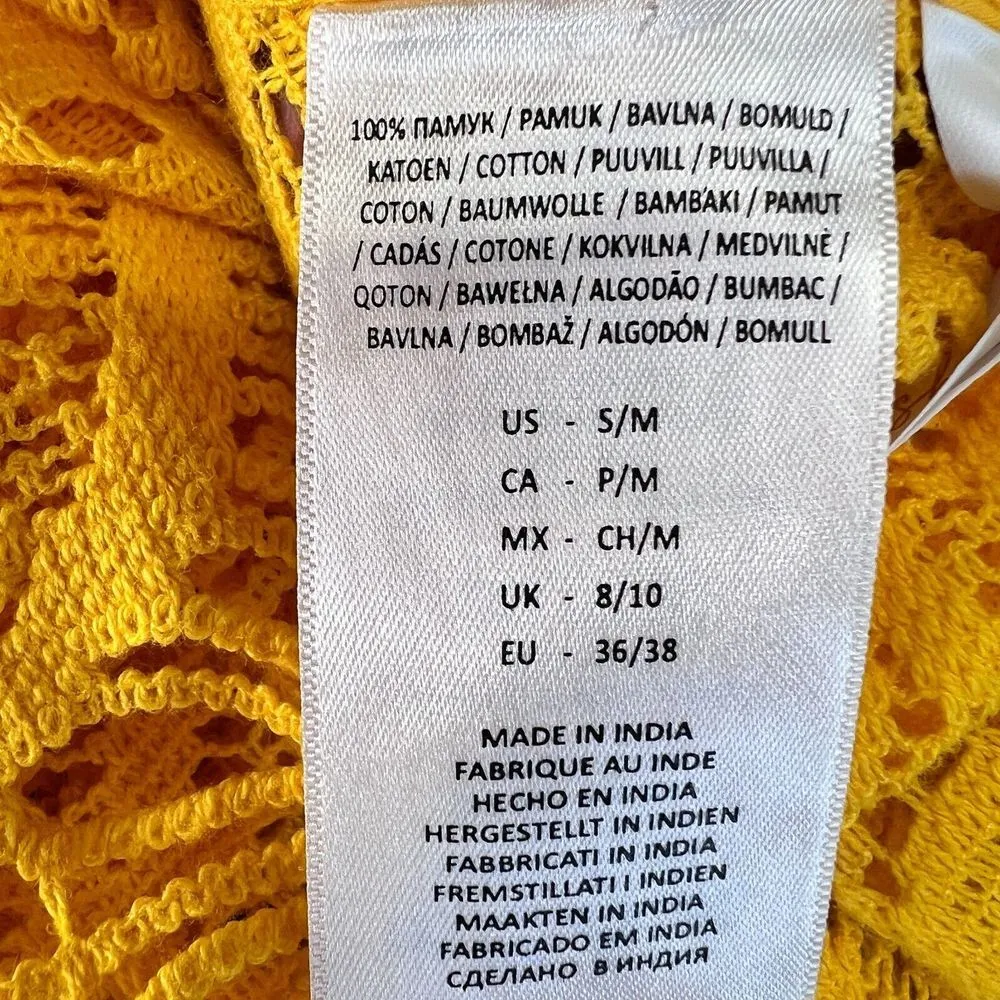 100% ПАМУК / PAMUK / BAVLNA / BOMULD /
KATOEN / COTTON / PUUVILL / PUUVILLA /
COTON / BAUMWOLLE / BAMBAKI / PAMUT
/ CADÁS / COTONE / KOKVILNA / MEDVILNĖ /
QOTON / BAWEŁNA / ALGODÃO / BUMBAC /
BAVLNA / BOMBAŽ / ALGODÓN / BOMULL
US - S/M
CA - P/M
MX - CH/M
UK - 8/10
EU - 36/38
MADE IN INDIA
FABRIQUE AU INDE
HECHO EN INDIA
HERGESTELLT IN INDIEN
FABBRICATI IN INDIA
FREMSTILLATI I INDIEN
MAAKTEN IN INDIA
FABRICADO EM INDIA
СДЕЛАНО В ИНДИЯ